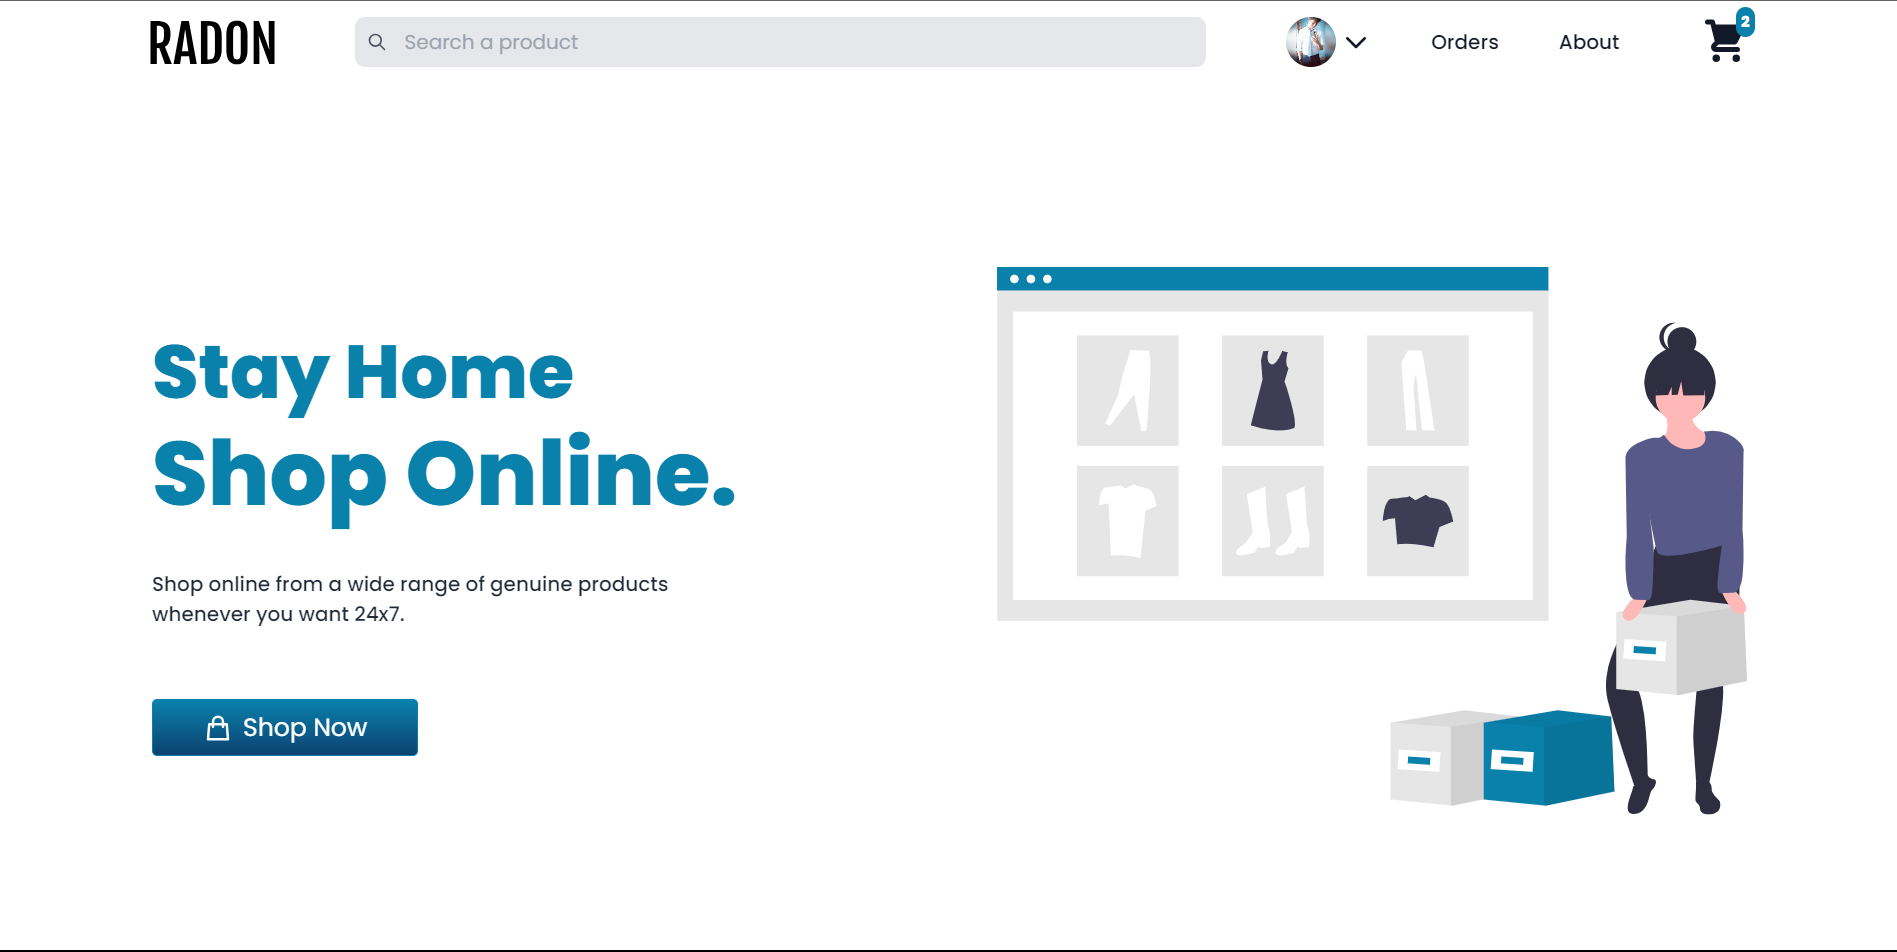 RADON
Search a product
Orders
About
2
Stay Home
Shop Online.
Shop online from a wide range of genuine products
whenever you want 24x7.
Shop Now